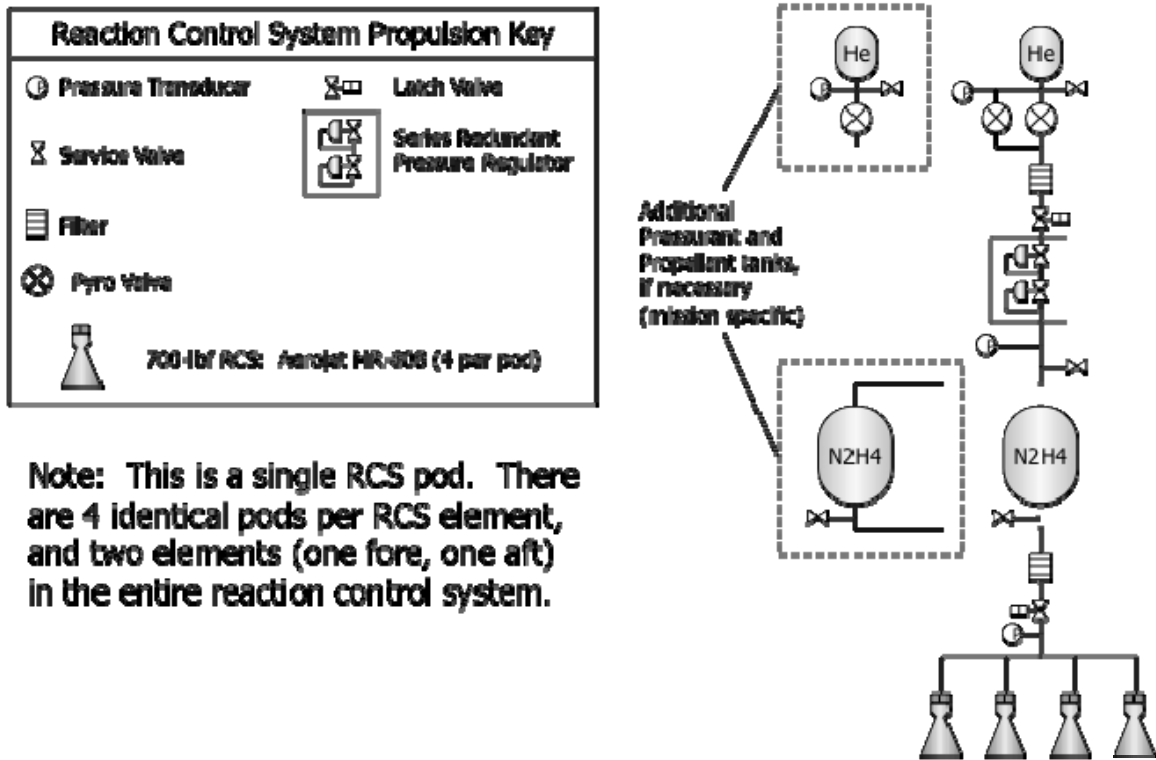 Reaction Control System Propulsion Key
Pressure Transducer
Latch Valve
Service Valve
Series Redundant
Pressure Regulator
Filter
Pyro Valve
700-lbf RCS: Aerojet MR-80B (4 per pod)
Note: This is a single RCS pod. There
are 4 identical pods per RCS element,
and two elements (one fore, one aft)
in the entire reaction control system.
He
He
Additional
Pressurant and
Propellant tanks,
if necessary
(mission specific)
N2H4
N2H4